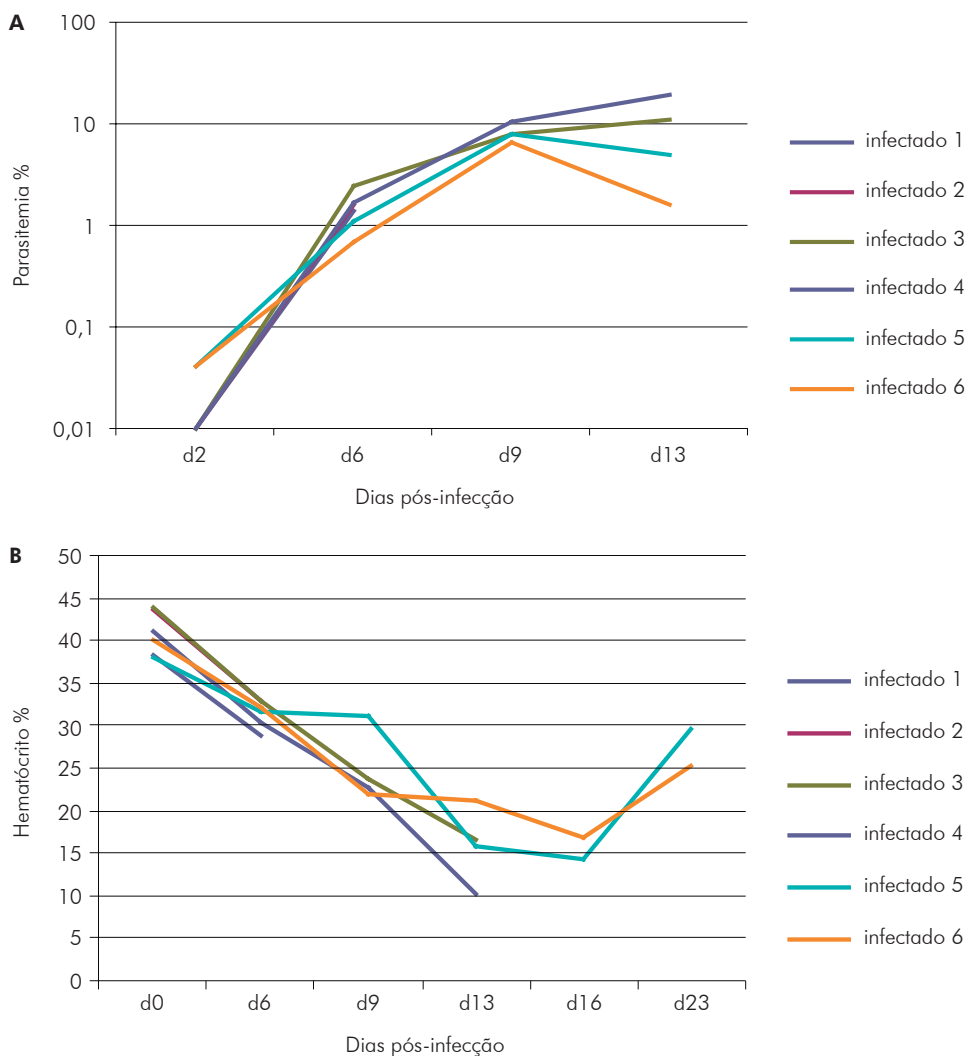 A
Parasitemia %
100
10
1
0,1
0,01
d2 d6 d9 d13
Dias pós-infecção
infectado 1
infectado 2
infectado 3
infectado 4
infectado 5
infectado 6
B
Hematócrito %
50
45
40
35
30
25
20
15
10
5
0
d0 d6 d9 d13 d16 d23
Dias pós-infecção
infectado 1
infectado 2
infectado 3
infectado 4
infectado 5
infectado 6